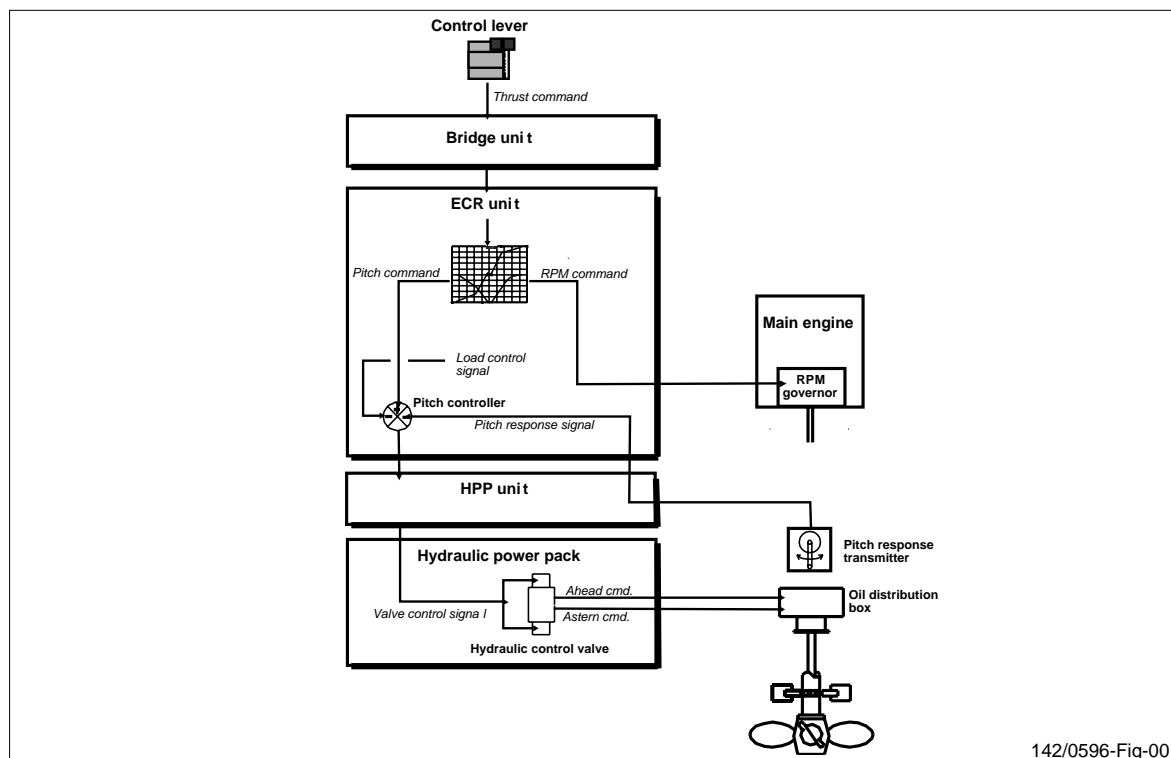 Control lever
Thrust command
Bridge unit
ECR unit
Pitch command
RPM command
Main engine
RPM
governor
Load control
signal
Pitch controller
Pitch response signal
HPP unit
Pitch response
transmitter
Hydraulic power pack
Ahead cmd.
Oil distribution
box
Valve control signa l
Astern cmd.
Hydraulic control valve
142/0596-Fig-00